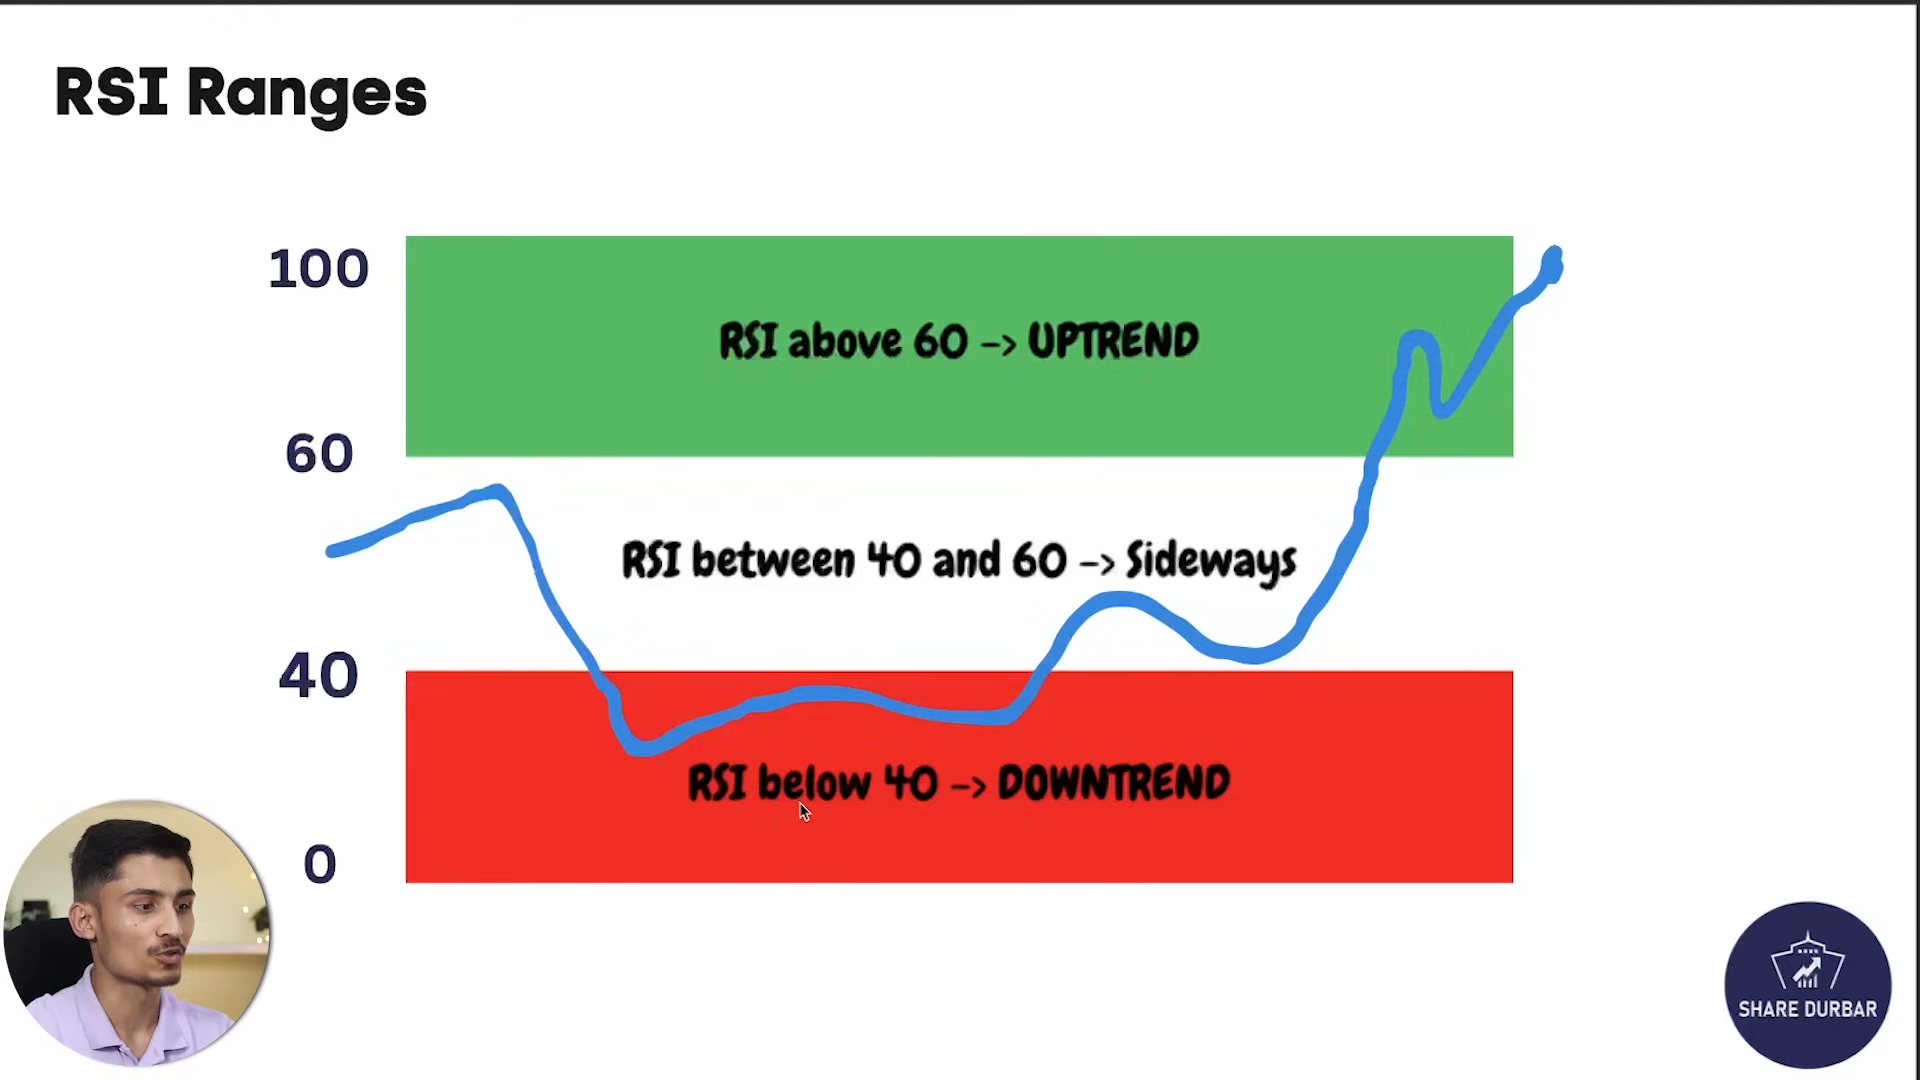 RSI Ranges
100
RSI above 60 -> UPTREND
60
RSI between 40 and 60 -> Sideways
40
RSI below 40 -> DOWNTREND
0
SHARE DURBAR